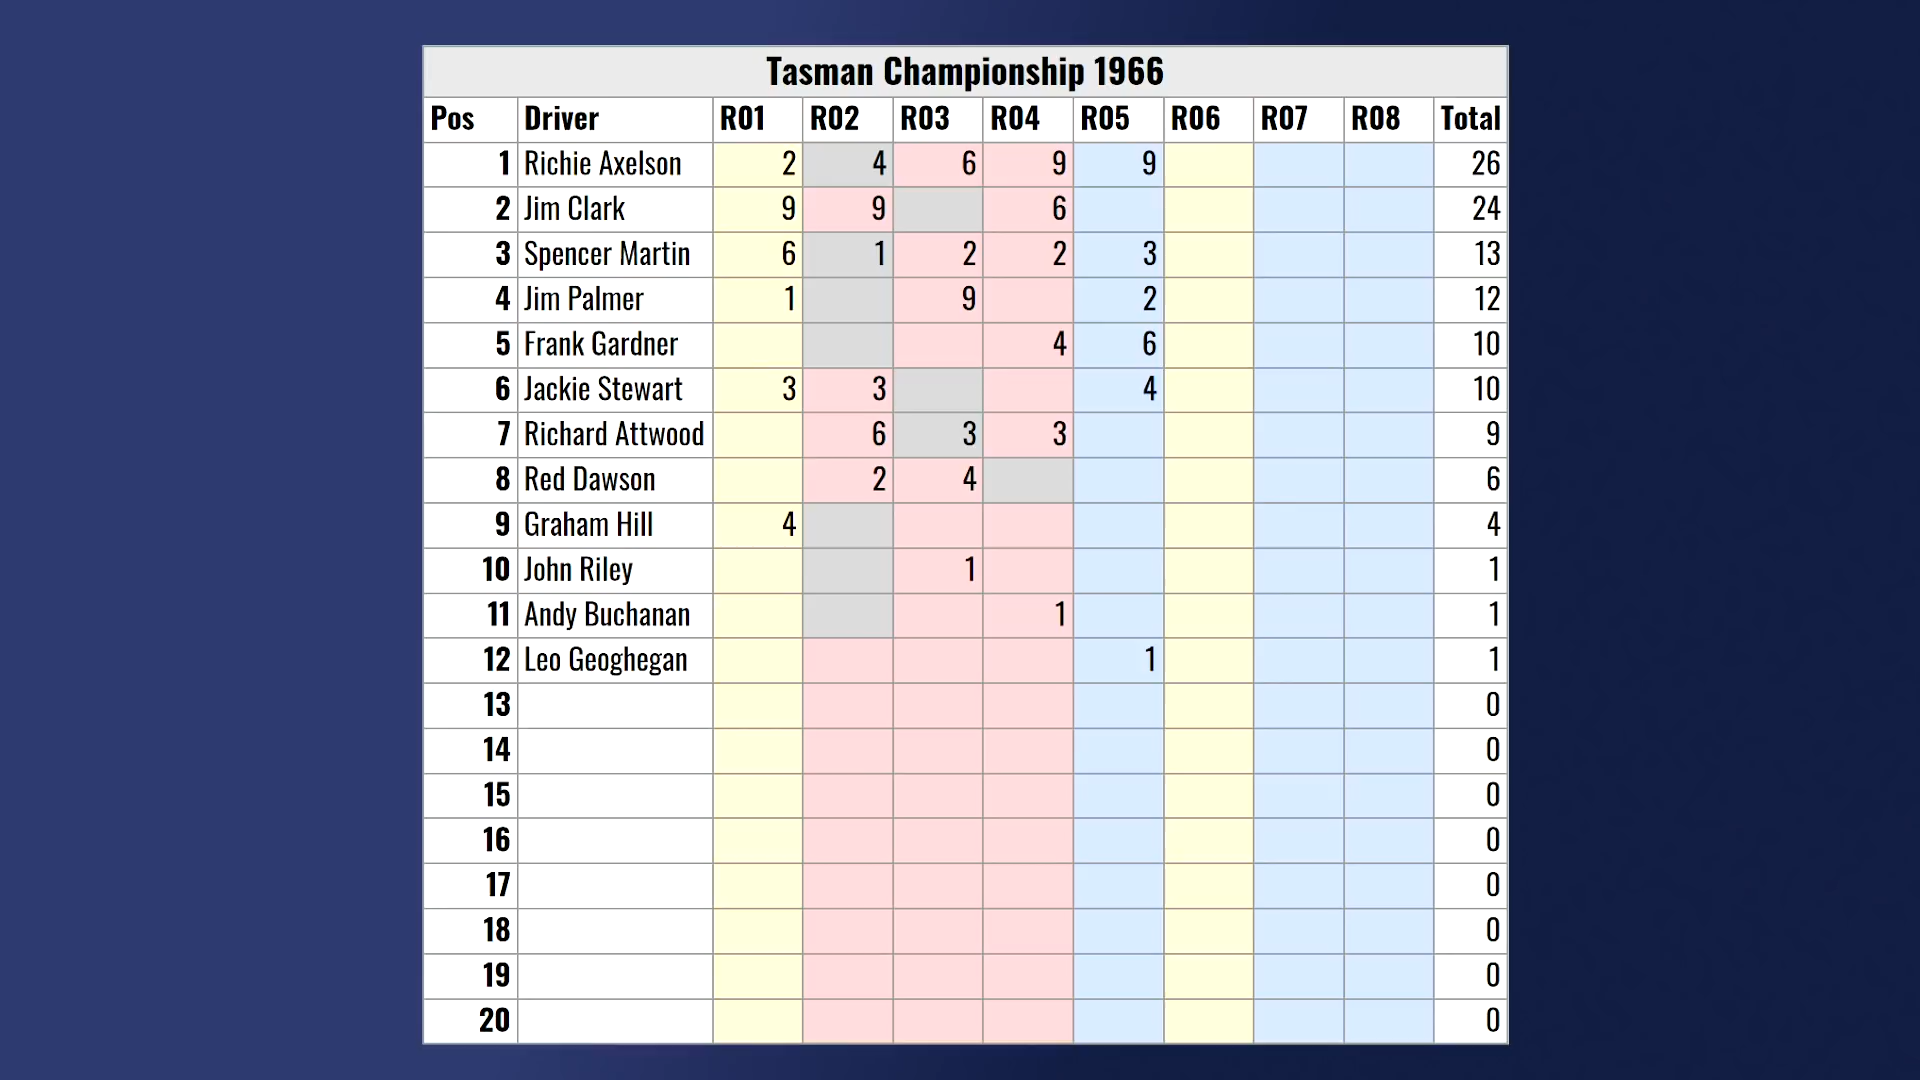 Tasman Championship 1966
Pos Driver R01 R02 R03 R04 R05 R06 R07 R08 Total
1 Richie Axelson 2 4 6 9 9 26
2 Jim Clark 9 9 6 24
3 Spencer Martin 6 1 2 2 3 13
4 Jim Palmer 1 9 2 12
5 Frank Gardner 4 6 10
6 Jackie Stewart 3 3 4 10
7 Richard Attwood 6 3 3 9
8 Red Dawson 2 4 6
9 Graham Hill 4 4
10 John Riley 1 1
11 Andy Buchanan 1 1
12 Leo Geoghegan 1 1
13 0
14 0
15 0
16 0
17 0
18 0
19 0
20 0